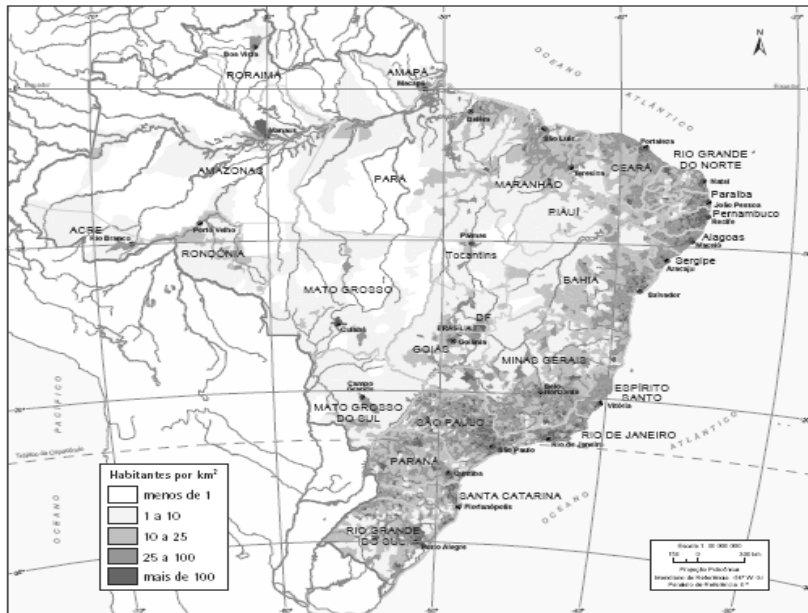 OCEANO
ATLÂNTICO
N
Boa Vista
RORAIMA
AMAPÁ
Macapá
Equador
Belém
São Luís
Fortaleza
Manaus
AMAZONAS
PARÁ
MARANHÃO
Teresina
CEARÁ
RIO GRANDE
DO NORTE
Natal
Paraíba
João Pessoa
Pernambuco
Recife
PIAUÍ
ACRE
Rio Branco
Porto Velho
RONDÔNIA
Palmas
Tocantins
Alagoas
Maceió
Sergipe
Aracaju
BAHIA
Salvador
MATO GROSSO
Cuiabá
DF
BRASÍLIA
GOIÁS
Goiânia
MINAS GERAIS
Belo
Horizonte
ESPÍRITO
SANTO
Vitória
Campo
Grande
MATO GROSSO
DO SUL
SÃO PAULO
São Paulo
RIO DE JANEIRO
Rio de Janeiro
ATLÂNTICO
OCEANO
PACÍFICO
OCEANO
Trópico de Capricórnio
PARANÁ
Curitiba
SANTA CATARINA
Florianópolis
RIO GRANDE
DO SUL
Porto Alegre
Habitantes por km²
menos de 1
1 a 10
10 a 25
25 a 100
mais de 100
Projeção Policônica